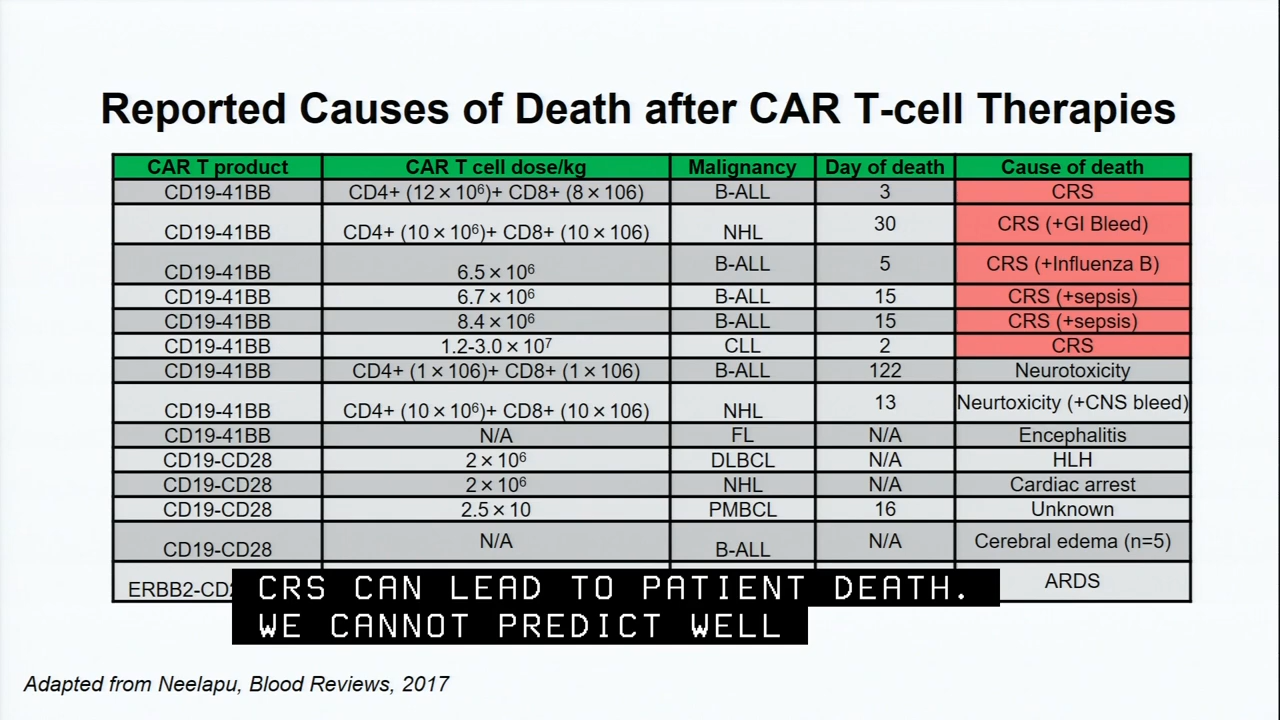 Reported Causes of Death after CAR T-cell Therapies
CAR T product CAR T cell dose/kg Malignancy Day of death Cause of death
CD19-41BB CD4+ (12 × 10⁶)+ CD8+ (8 × 106) B-ALL 3 CRS
CD19-41BB CD4+ (10 × 10⁶)+ CD8+ (10 × 106) NHL 30 CRS (+GI Bleed)
CD19-41BB 6.5 × 10⁶ B-ALL 5 CRS (+Influenza B)
CD19-41BB 6.7 × 10⁶ B-ALL 15 CRS (+sepsis)
CD19-41BB 8.4 × 10⁶ B-ALL 15 CRS (+sepsis)
CD19-41BB 1.2-3.0 × 10⁷ CLL 2 CRS
CD19-41BB CD4+ (1 × 106)+ CD8+ (1 × 106) B-ALL 122 Neurotoxicity
CD19-41BB CD4+ (10 × 10⁶)+ CD8+ (10 × 106) NHL 13 Neurtoxicity (+CNS bleed)
CD19-41BB N/A FL N/A Encephalitis
CD19-CD28 2 × 10⁶ DLBCL N/A HLH
CD19-CD28 2 × 10⁶ NHL N/A Cardiac arrest
CD19-CD28 2.5 × 10 PMBCL 16 Unknown
CD19-CD28 N/A B-ALL N/A Cerebral edema (n=5)
ERBB2-CD2 ARDS
CRS CAN LEAD TO PATIENT DEATH.
WE CANNOT PREDICT WELL
Adapted from Neelapu, Blood Reviews, 2017